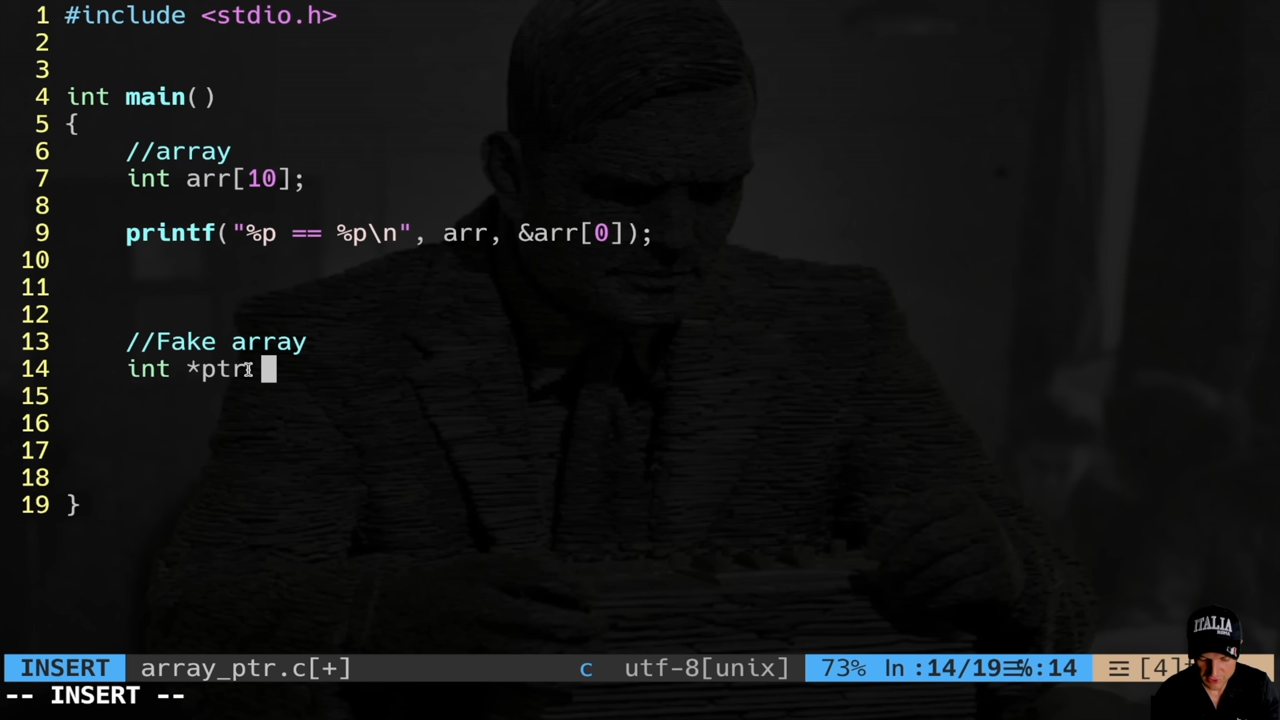 1 #include <stdio.h>
2
3
4 int main()
5 {
6 //array
7 int arr[10];
8
9 printf("%p == %p\n", arr, &arr[0]);
10
11
12
13 //Fake array
14 int *ptr
15
16
17
18
19 }
INSERT array_ptr.c[+] c utf-8[unix] 73% ln :14/19☰%:14 ☲ [4]
-- INSERT --
ITALIA